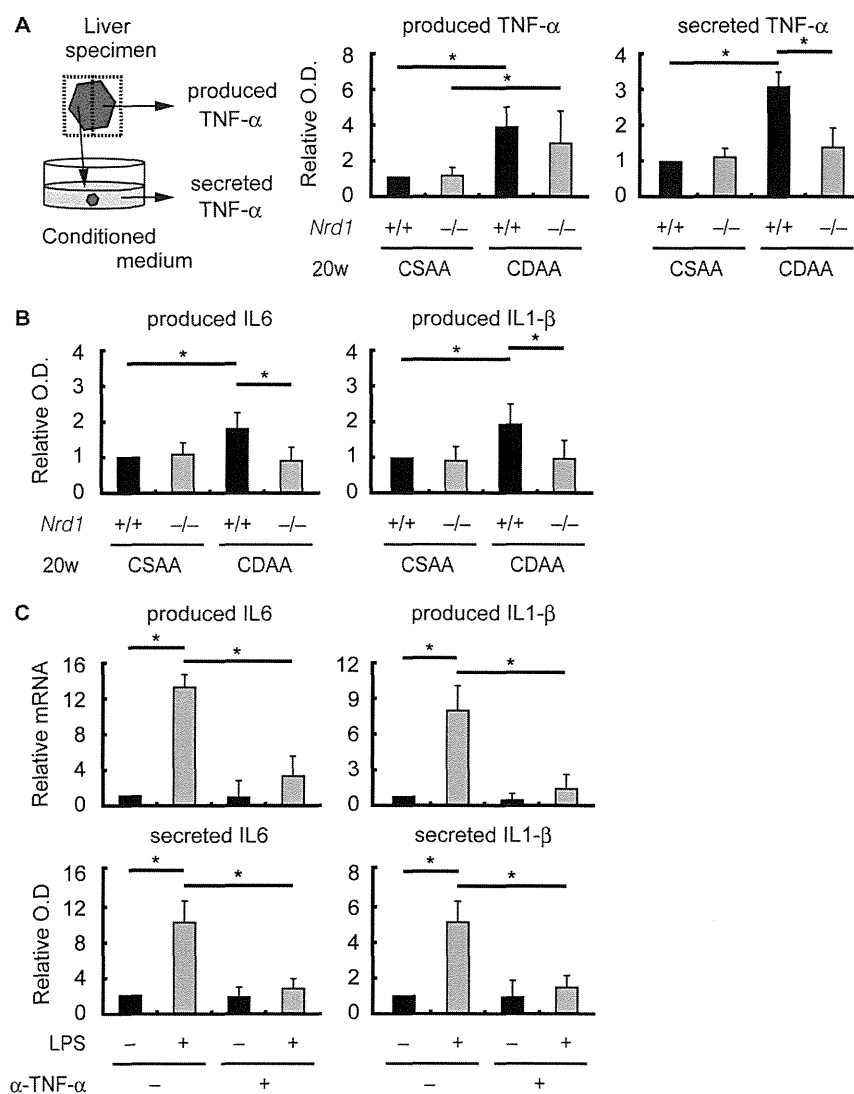 A
Liver
specimen
produced
TNF-α
secreted
TNF-α
Conditioned
medium
produced TNF-α
Relative O.D.
8
6
4
2
0
*
*
Nrd1 +/+ –/– +/+ –/–
20w CSAA CDAA
secreted TNF-α
4
3
2
1
0
*
*
+/+ –/– +/+ –/–
CSAA CDAA
B
produced IL6
Relative O.D.
4
3
2
1
0
*
*
Nrd1 +/+ –/– +/+ –/–
20w CSAA CDAA
produced IL1-β
4
3
2
1
0
*
*
+/+ –/– +/+ –/–
CSAA CDAA
C
produced IL6
Relative mRNA
16
12
8
4
0
*
*
produced IL1-β
12
9
6
3
0
*
*
secreted IL6
Relative O.D
16
12
8
4
0
*
*
LPS – + – +
α-TNF-α – +
secreted IL1-β
8
6
4
2
0
*
*
– + – +
– +